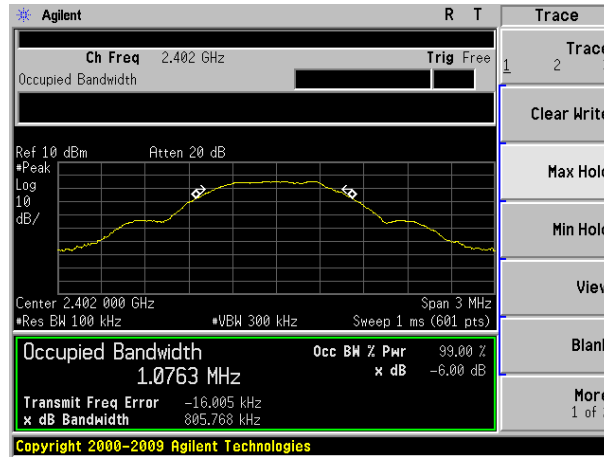 Agilent R T Trace
Ch Freq 2.402 GHz Trig Free
Occupied Bandwidth
Trace
1 2
Clear Write
Max Hold
Min Hold
View
Blank
More
1 of
Ref 10 dBm Atten 20 dB
#Peak
Log
10
dB/
Center 2.402 000 GHz Span 3 MHz
#Res BW 100 kHz #VBW 300 kHz Sweep 1 ms (601 pts)
Occupied Bandwidth Occ BW % Pwr 99.00 %
1.0763 MHz x dB -6.00 dB
Transmit Freq Error -16.005 kHz
x dB Bandwidth 805.768 kHz
Copyright 2000-2009 Agilent Technologies